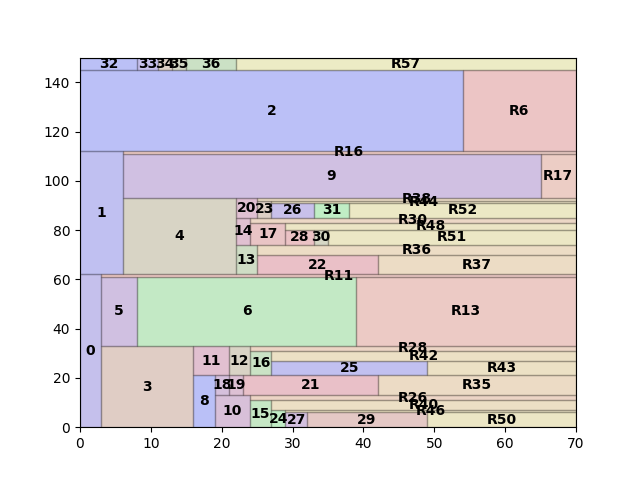 32 33 34 35 36 R57
140
2 R6
120
R16
9 R17
100
1
R38
R44
20 23 26 31 R52
4
R30
R48
80
14 17 28 30 R51
R36
13 22 R37
60
R11
5 6 R13
40
0
R28
R42
11 12 16
25 R43
20
3
18 19 21 R35
R26
8
R40
10 15
R46
24 27 29 R50
0
0 10 20 30 40 50 60 70